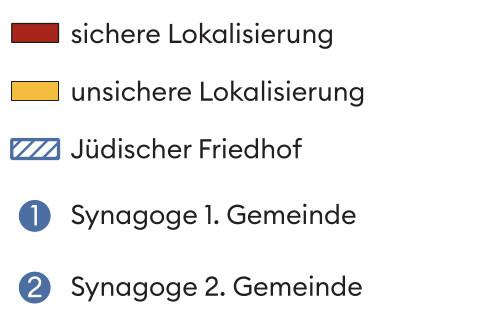 sichere Lokalisierung
unsichere Lokalisierung
Jüdischer Friedhof
1 Synagoge 1. Gemeinde
2 Synagoge 2. Gemeinde